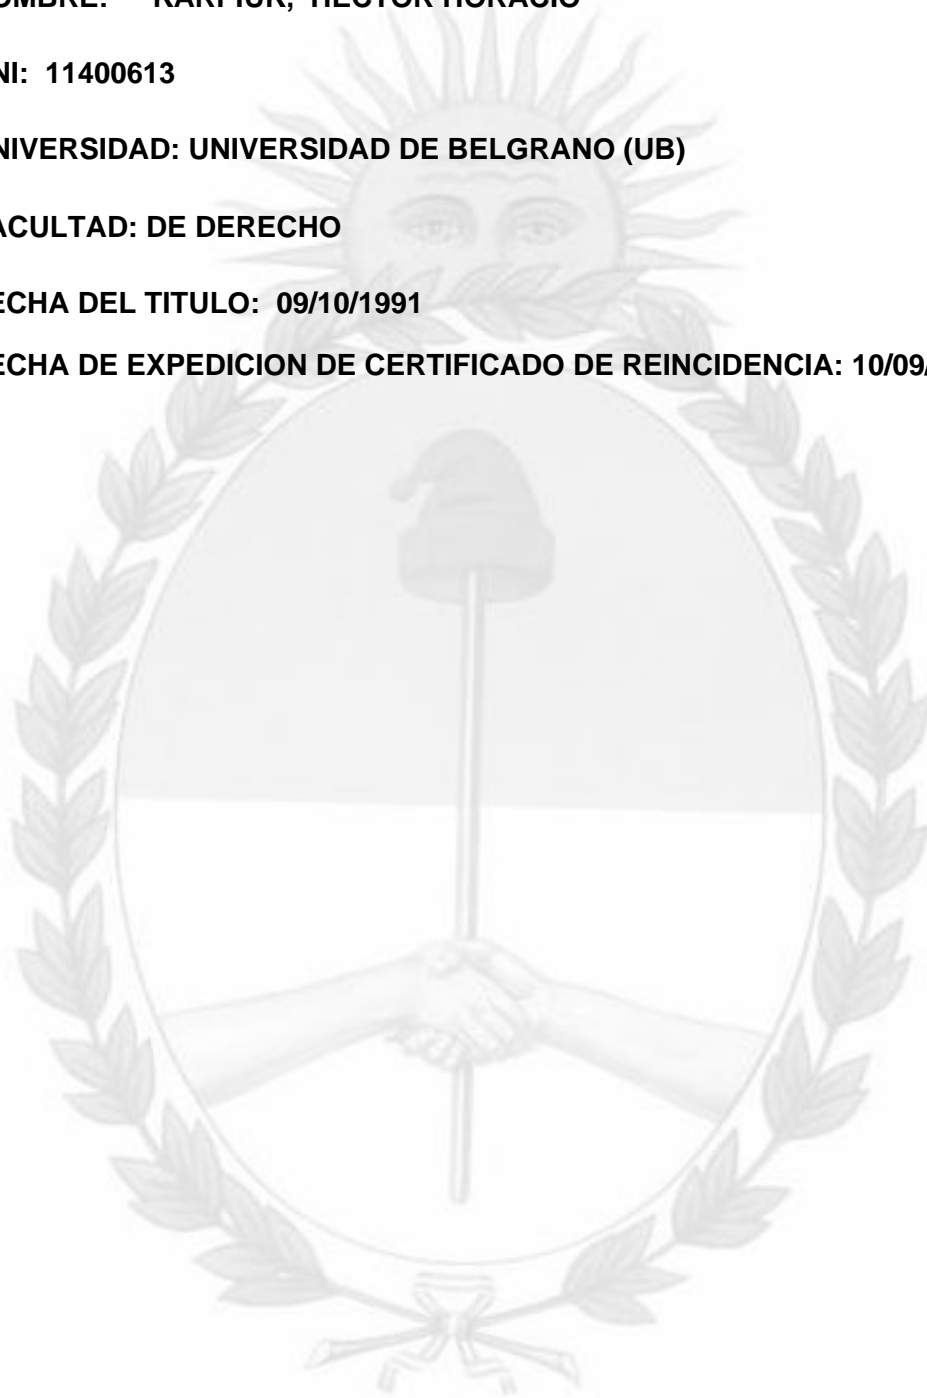 OMBRE: KARPIUK, HECTOR HORACIO
NI: 11400613
NIVERSIDAD: UNIVERSIDAD DE BELGRANO (UB)
ACULTAD: DE DERECHO
ECHA DEL TITULO: 09/10/1991
ECHA DE EXPEDICION DE CERTIFICADO DE REINCIDENCIA: 10/09/